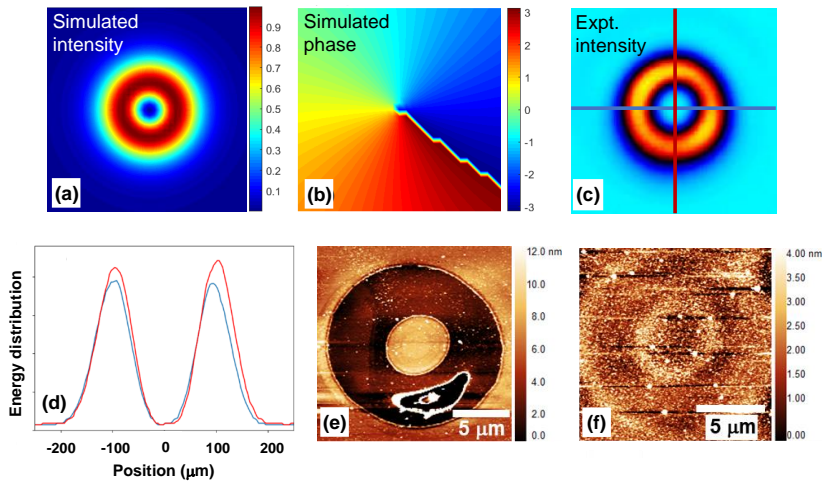 Simulated
intensity
0.9
0.8
0.7
0.6
0.5
0.4
0.3
0.2
0.1
(a)
Simulated
phase
3
2
1
0
-1
-2
-3
(b)
Expt.
intensity
(c)
Energy distribution
(d)
-200 -100 0 100 200
Position (μm)
12.0 nm
10.0
8.0
6.0
4.0
2.0
0.0
(e)
5 μm
4.00 nm
3.50
3.00
2.50
2.00
1.50
1.00
0.00
(f)
5 μm